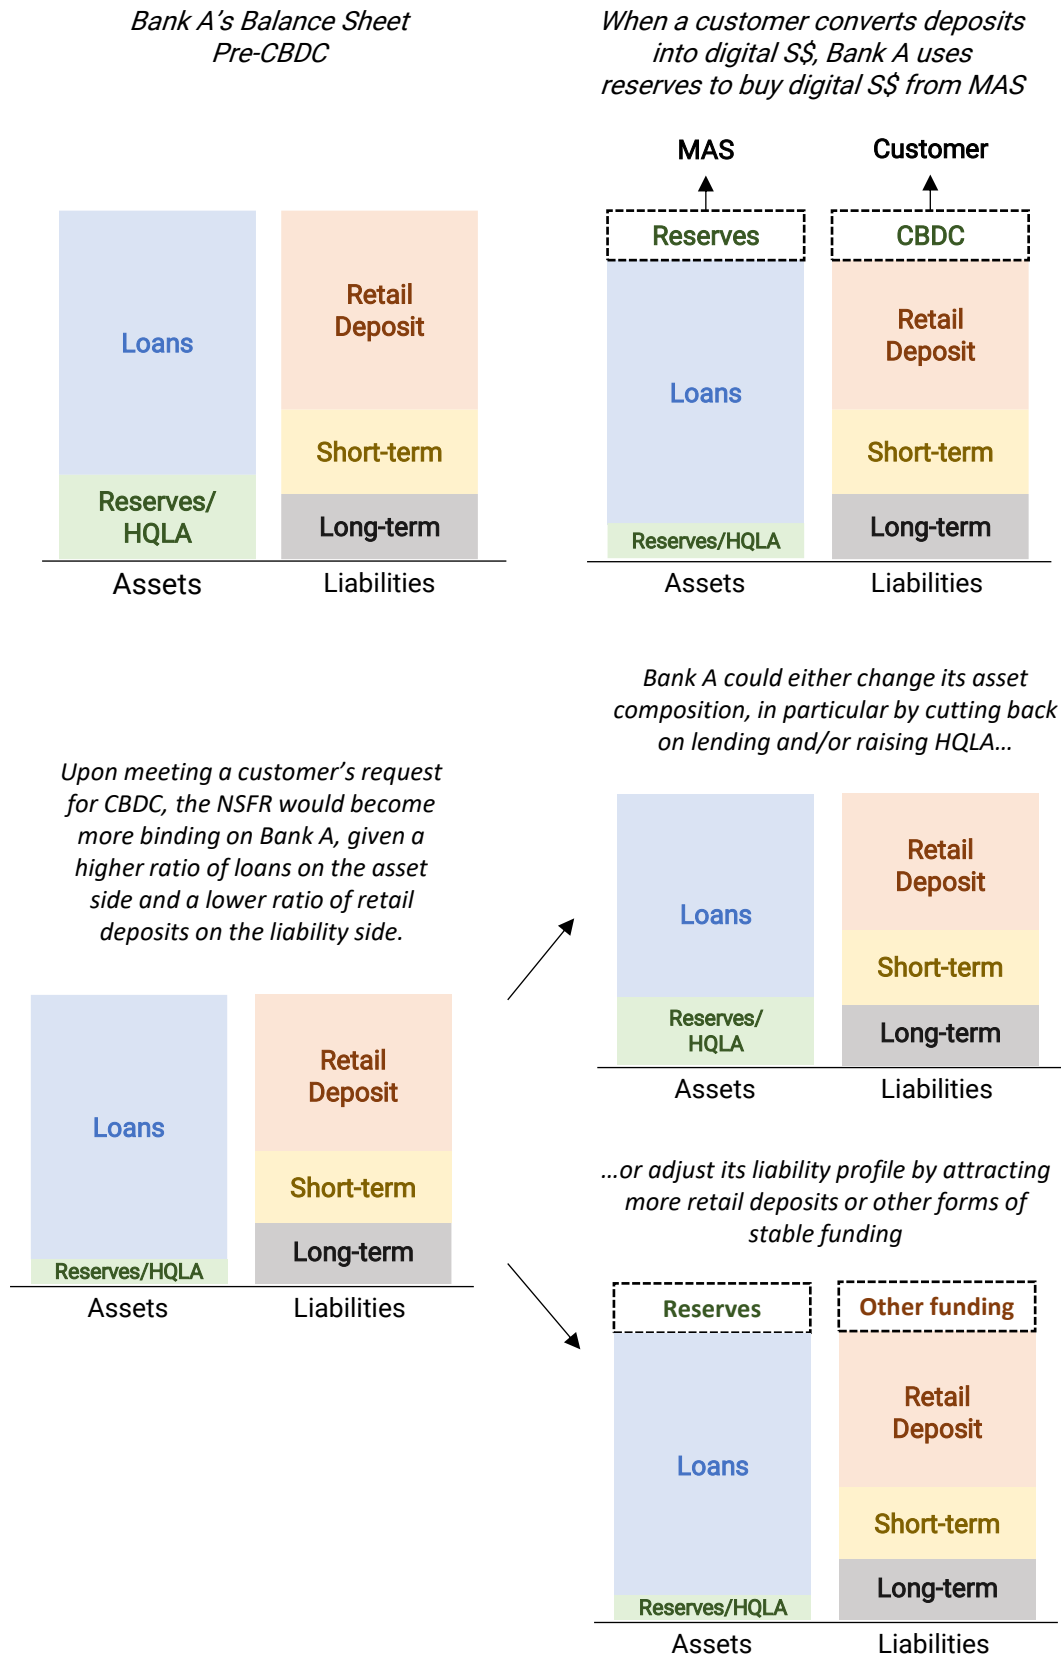 Bank A's Balance Sheet
Pre-CBDC
When a customer converts deposits
into digital S$, Bank A uses
reserves to buy digital S$ from MAS
MAS
Customer
Reserves
CBDC
Loans
Reserves/
HQLA
Retail
Deposit
Short-term
Long-term
Assets
Liabilities
Loans
Reserves/HQLA
Retail
Deposit
Short-term
Long-term
Assets
Liabilities
Upon meeting a customer's request
for CBDC, the NSFR would become
more binding on Bank A, given a
higher ratio of loans on the asset
side and a lower ratio of retail
deposits on the liability side.
Loans
Reserves/HQLA
Retail
Deposit
Short-term
Long-term
Assets
Liabilities
Bank A could either change its asset
composition, in particular by cutting back
on lending and/or raising HQLA…
Loans
Reserves/
HQLA
Retail
Deposit
Short-term
Long-term
Assets
Liabilities
…or adjust its liability profile by attracting
more retail deposits or other forms of
stable funding
Reserves
Other funding
Loans
Reserves/HQLA
Retail
Deposit
Short-term
Long-term
Assets
Liabilities